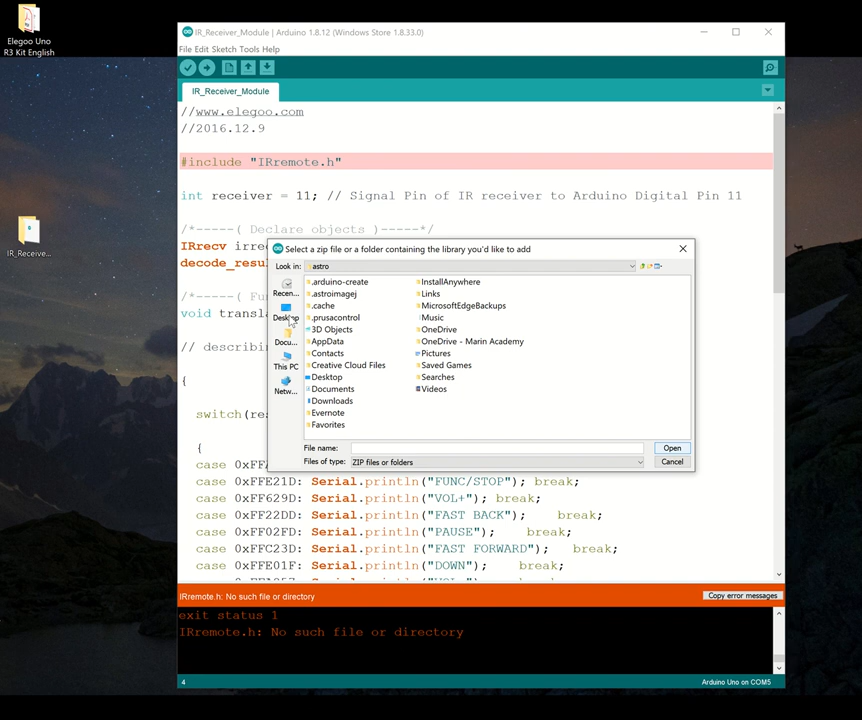 Elegoo Uno
R3 Kit English
IR_Receive...
IR_Receiver_Module | Arduino 1.8.12 (Windows Store 1.8.33.0)
File Edit Sketch Tools Help
IR_Receiver_Module
//www.elegoo.com
//2016.12.9
#include "IRremote.h"
int receiver = 11; // Signal Pin of IR receiver to Arduino Digital Pin 11
/*-----( Declare objects )-----*/
IRrecv irrec
decode_resu
/*-----( Fu
void transla
// describin
{
switch(res
{
Select a zip file or a folder containing the library you'd like to add
Look in: astro
Recen...
Desktop
Docu...
This PC
Netw...
.arduino-create
.astroimagej
.cache
.prusacontrol
3D Objects
AppData
Contacts
Creative Cloud Files
Desktop
Documents
Downloads
Evernote
Favorites
InstallAnywhere
Links
MicrosoftEdgeBackups
Music
OneDrive
OneDrive - Marin Academy
Pictures
Saved Games
Searches
Videos
File name:
Open
Files of type: ZIP files or folders
Cancel
case 0xFFA
case 0xFFE21D: Serial.println("FUNC/STOP"); break;
case 0xFF629D: Serial.println("VOL+"); break;
case 0xFF22DD: Serial.println("FAST BACK"); break;
case 0xFF02FD: Serial.println("PAUSE"); break;
case 0xFFC23D: Serial.println("FAST FORWARD"); break;
case 0xFFE01F: Serial.println("DOWN"); break;
IRremote.h: No such file or directory
Copy error messages
exit status 1
IRremote.h: No such file or directory
4
Arduino Uno on COM5